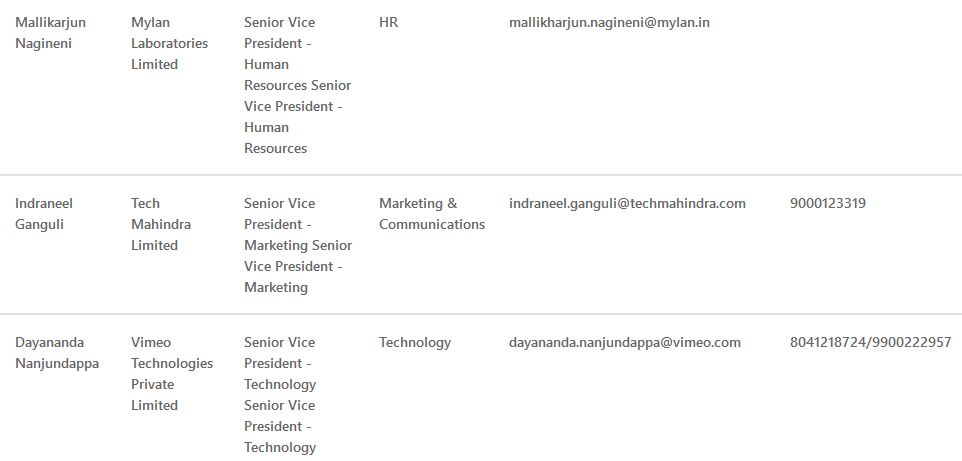 Mallikarjun
Nagineni
Mylan
Laboratories
Limited
Senior Vice
President -
Human
Resources Senior
Vice President -
Human
Resources
HR
mallikharjun.nagineni@mylan.in
Indraneel
Ganguli
Tech
Mahindra
Limited
Senior Vice
President -
Marketing Senior
Vice President -
Marketing
Marketing &
Communications
indraneel.ganguli@techmahindra.com
9000123319
Dayananda
Nanjundappa
Vimeo
Technologies
Private
Limited
Senior Vice
President -
Technology
Senior Vice
President -
Technology
Technology
dayananda.nanjundappa@vimeo.com
8041218724/9900222957